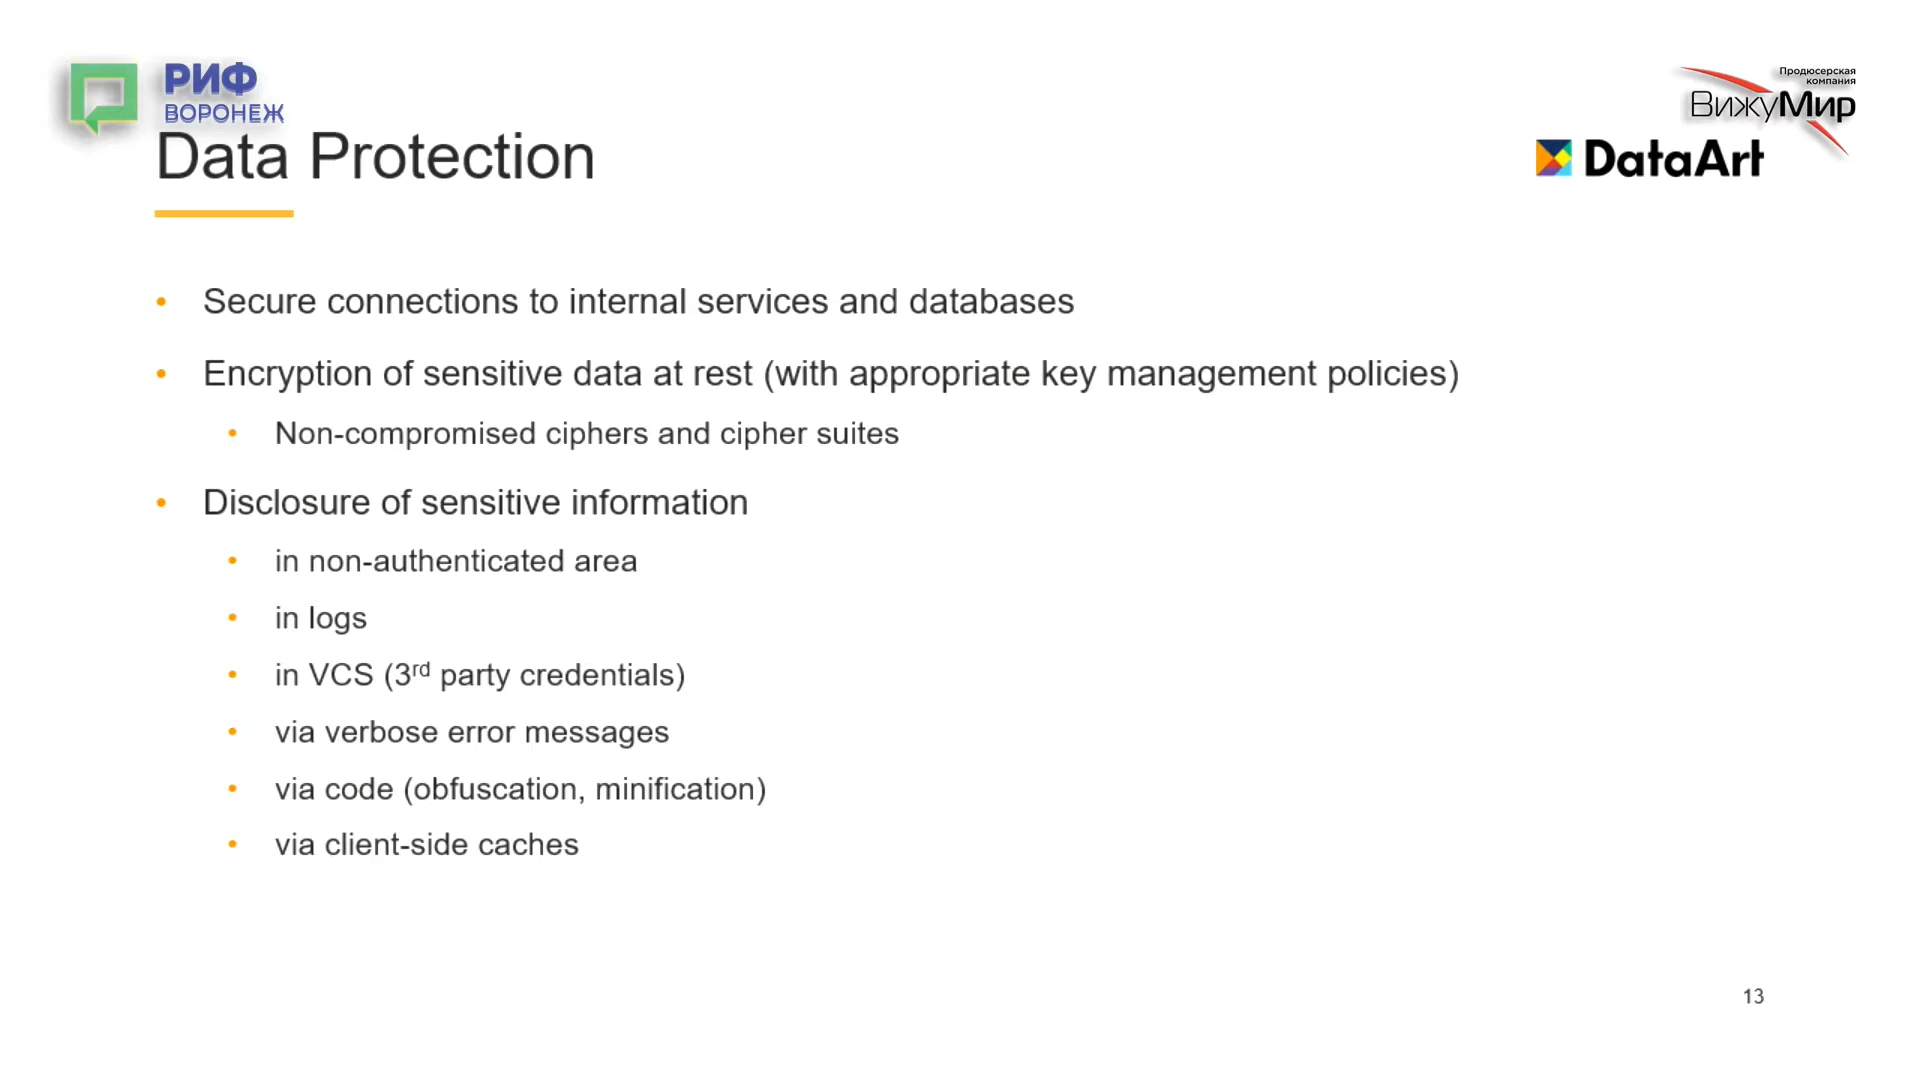 РИФ
ВОРОНЕЖ
Продюсерская
компания
ВижуМир
Data Protection
DataArt
• Secure connections to internal services and databases
• Encryption of sensitive data at rest (with appropriate key management policies)
• Non-compromised ciphers and cipher suites
• Disclosure of sensitive information
• in non-authenticated area
• in logs
• in VCS (3rd party credentials)
• via verbose error messages
• via code (obfuscation, minification)
• via client-side caches
13